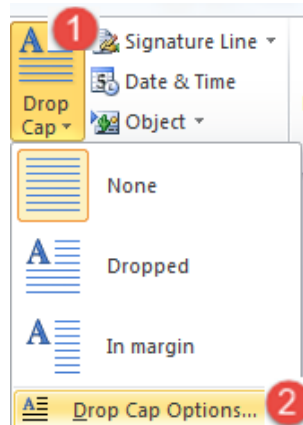 1
Signature Line
Date & Time
Drop
Cap
Object
None
Dropped
In margin
Drop Cap Options... 2